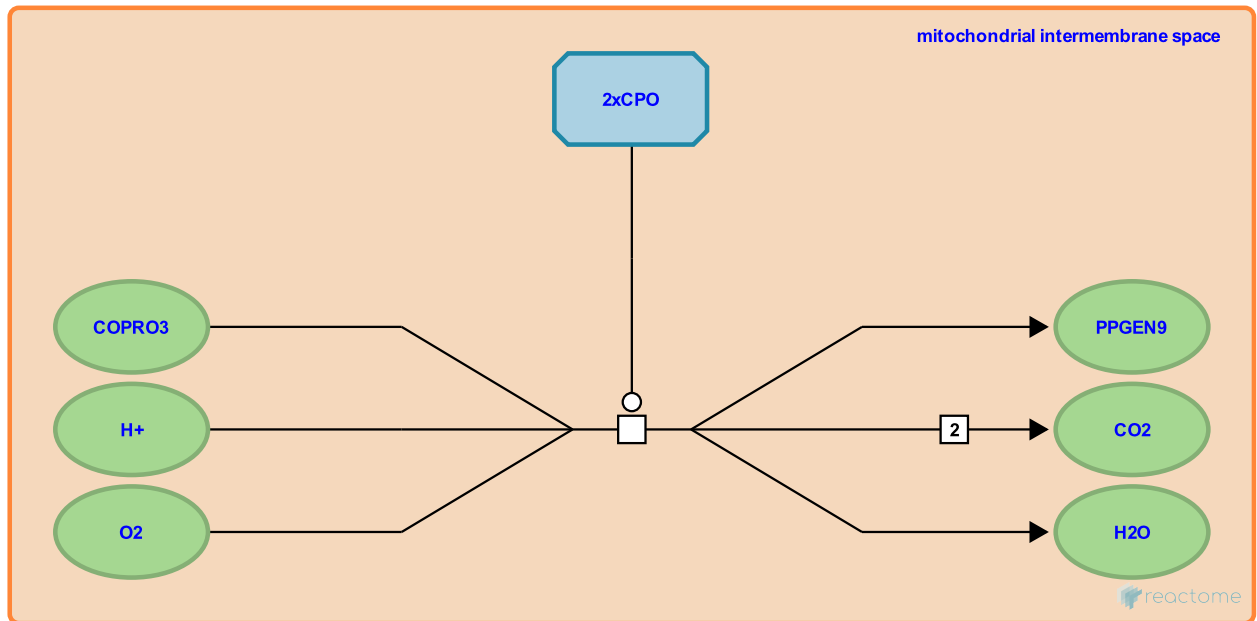 mitochondrial intermembrane space
2xCPO
COPRO3
PPGEN9
H+
2
CO2
O2
H2O
reactome